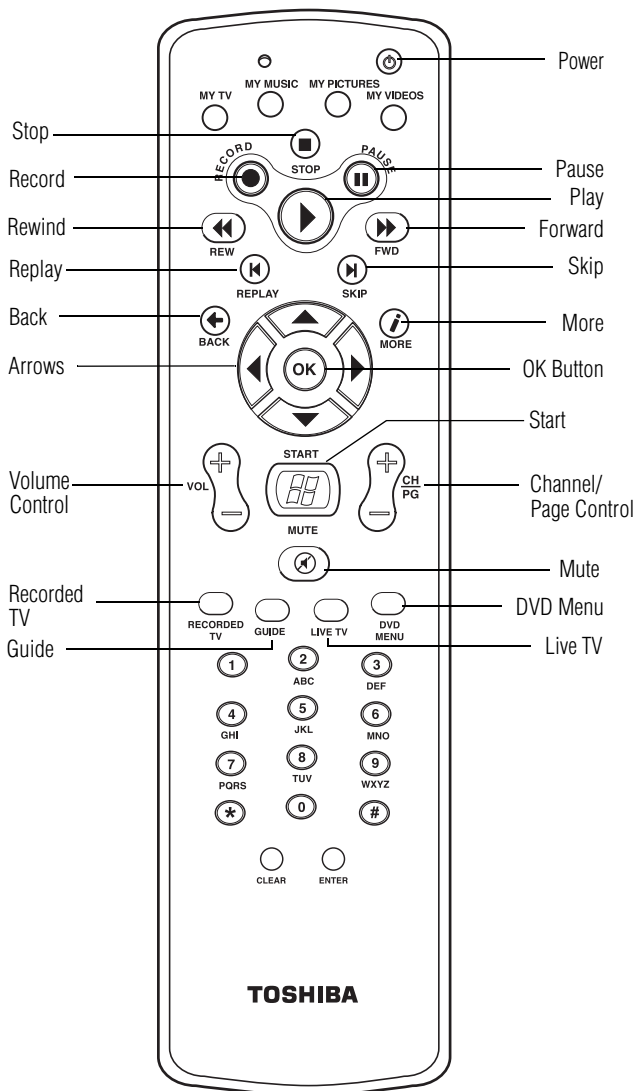 Power
MY MUSIC MY PICTURES
MY TV MY VIDEOS
Stop
STOP
RECORD
PAUSE
Record
Pause
Play
Rewind
Forward
REW
FWD
Replay
Skip
REPLAY
SKIP
Back
More
BACK
MORE
Arrows
OK
OK Button
Start
START
Volume
Control
VOL
CH
PG
Channel/
Page Control
MUTE
Mute
Recorded
TV
DVD Menu
RECORDED
TV
GUIDE
LIVE TV
DVD
MENU
Guide
Live TV
1 2 3
ABC DEF
4 5 6
GHI JKL MNO
7 8 9
PQRS TUV WXYZ
* 0 #
CLEAR ENTER
TOSHIBA